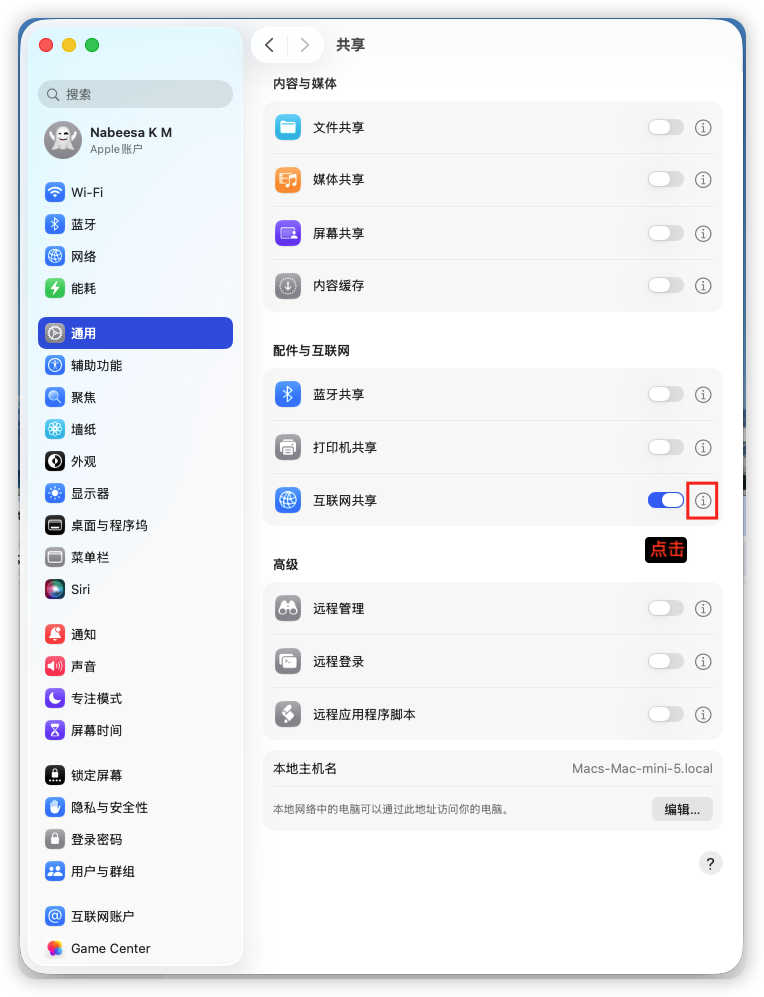 共享
搜索
Nabeesa K M
Apple账户
Wi-Fi
蓝牙
网络
能耗
通用
辅助功能
聚焦
墙纸
外观
显示器
桌面与程序坞
菜单栏
Siri
通知
声音
专注模式
屏幕时间
锁定屏幕
隐私与安全性
登录密码
用户与群组
互联网账户
Game Center
内容与媒体
文件共享
媒体共享
屏幕共享
内容缓存
配件与互联网
蓝牙共享
打印机共享
互联网共享
点击
高级
远程管理
远程登录
远程应用程序脚本
本地主机名
Macs-Mac-mini-5.local
本地网络中的电脑可以通过此地址访问你的电脑。
编辑...
?